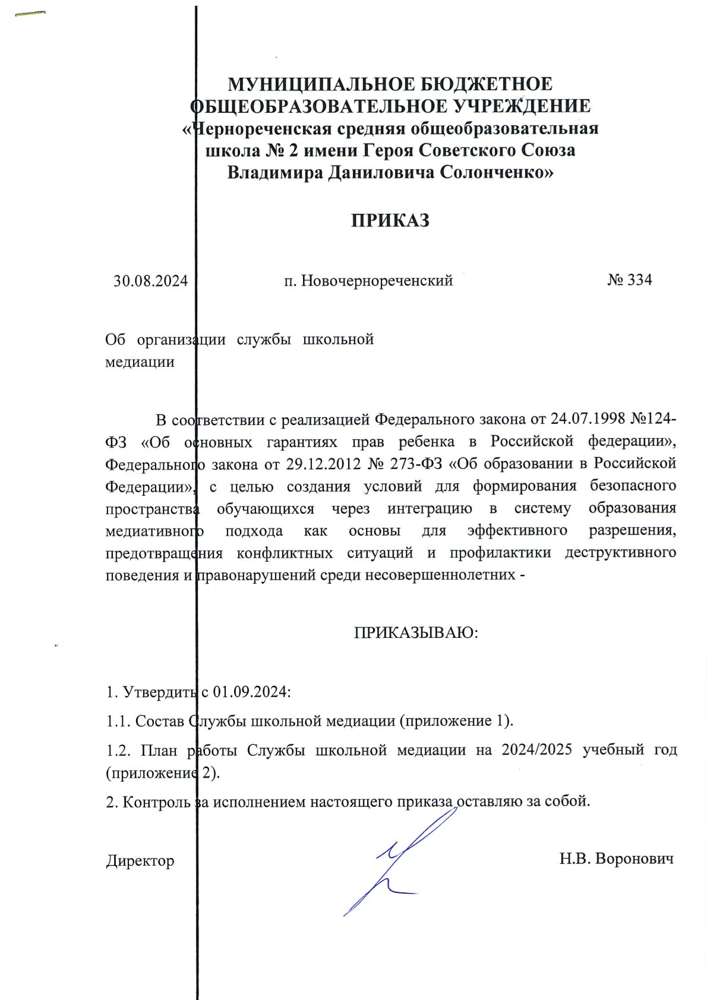 МУНИЦИПАЛЬНОЕ БЮДЖЕТНОЕ
ОБЩЕОБРАЗОВАТЕЛЬНОЕ УЧРЕЖДЕНИЕ
«Чернореченская средняя общеобразовательная
школа № 2 имени Героя Советского Союза
Владимира Даниловича Солонченко»
ПРИКАЗ
30.08.2024 п. Новочернореченский № 334
Об организации службы школьной
медиации
В соответствии с реализацией Федерального закона от 24.07.1998 №124-
ФЗ «Об основных гарантиях прав ребенка в Российской федерации»,
Федерального закона от 29.12.2012 № 273-ФЗ «Об образовании в Российской
Федерации», с целью создания условий для формирования безопасного
пространства обучающихся через интеграцию в систему образования
медиативного подхода как основы для эффективного разрешения,
предотвращения конфликтных ситуаций и профилактики деструктивного
поведения и правонарушений среди несовершеннолетних -
ПРИКАЗЫВАЮ:
1. Утвердить с 01.09.2024:
1.1. Состав Службы школьной медиации (приложение 1).
1.2. План работы Службы школьной медиации на 2024/2025 учебный год
(приложение 2).
2. Контроль за исполнением настоящего приказа оставляю за собой.
Директор Н.В. Воронович